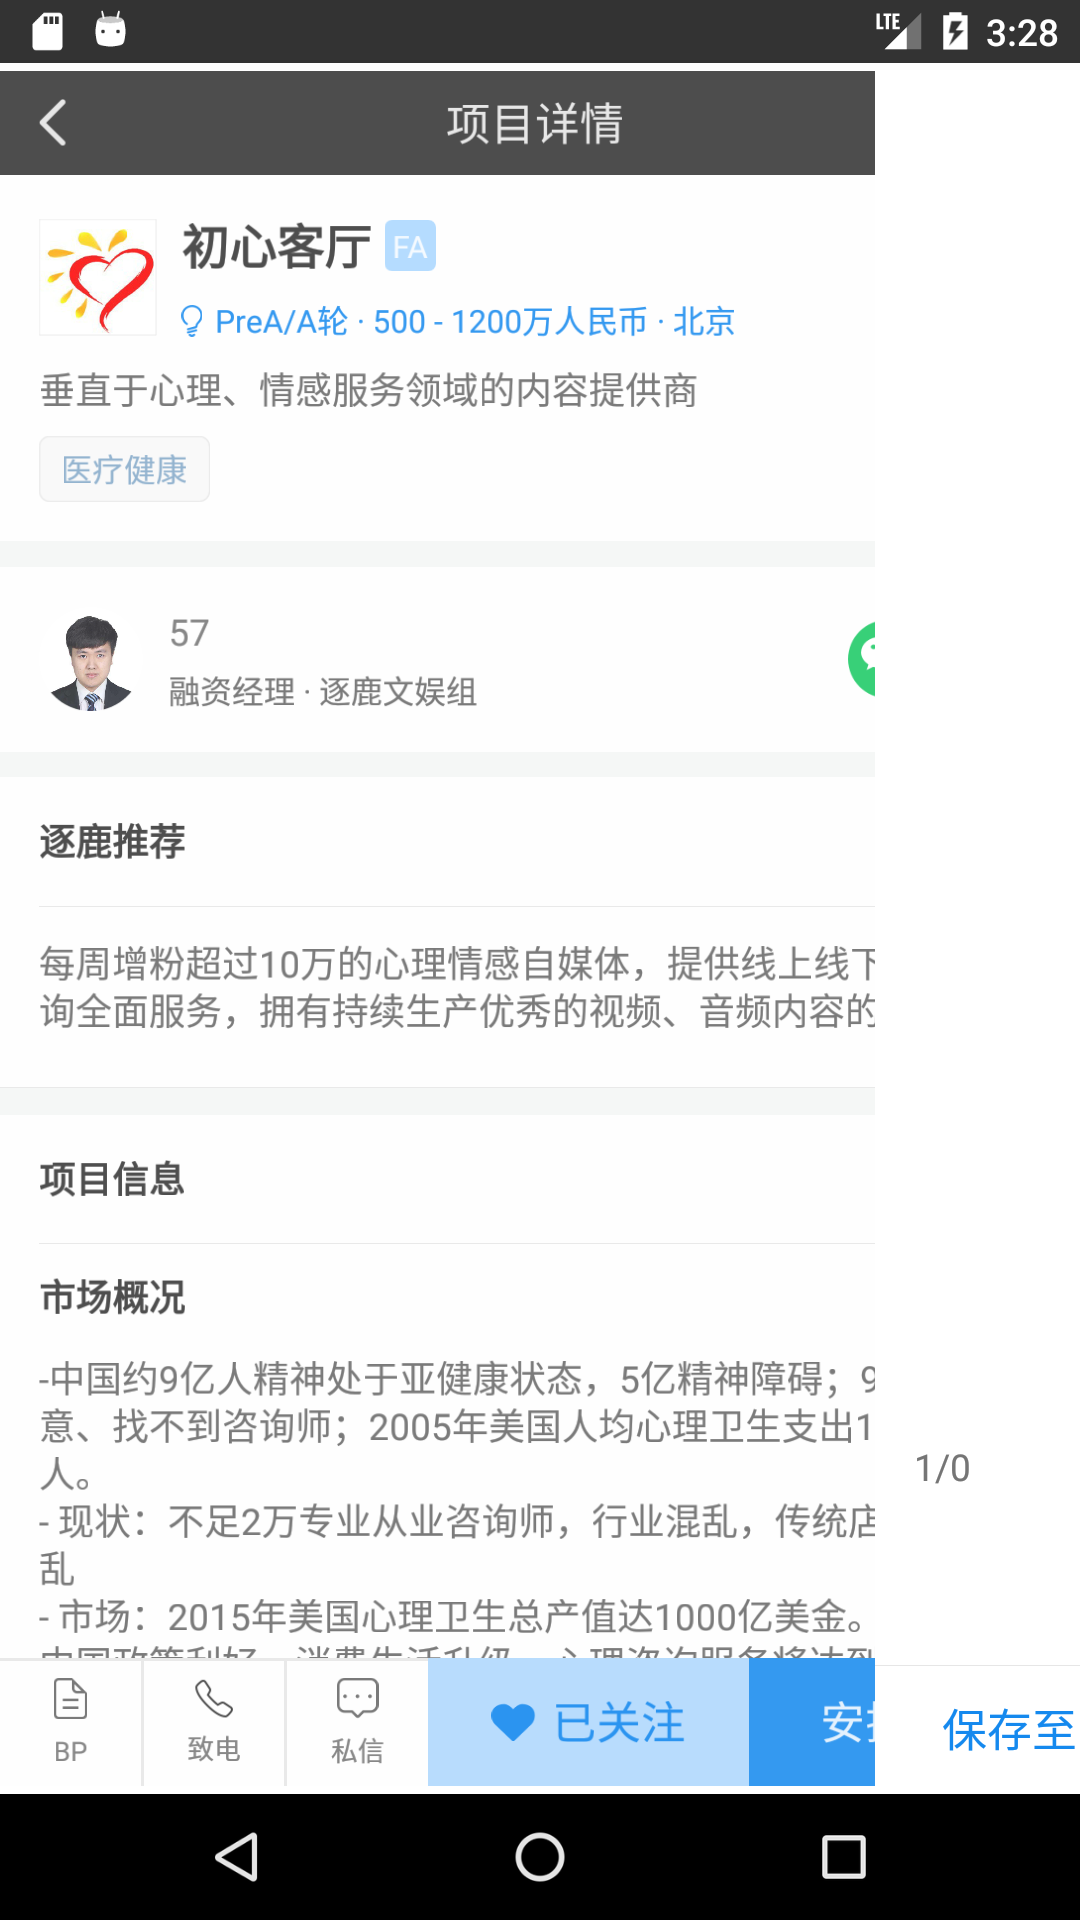 LTE 3:28
项目详情
初心客厅 FA
PreA/A轮 · 500 - 1200万人民币 · 北京
垂直于心理、情感服务领域的内容提供商
医疗健康
57
融资经理 · 逐鹿文娱组
逐鹿推荐
每周增粉超过10万的心理情感自媒体，提供线上线下
询全面服务，拥有持续生产优秀的视频、音频内容的
项目信息
市场概况
-中国约9亿人精神处于亚健康状态，5亿精神障碍；9
意、找不到咨询师；2005年美国人均心理卫生支出1
人。
1/0
- 现状：不足2万专业从业咨询师，行业混乱，传统店
乱
- 市场：2015年美国心理卫生总产值达1000亿美金。
BP
致电
私信
已关注
安
保存至